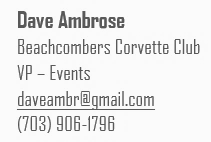 Dave Ambrose
Beachcombers Corvette Club
VP – Events
daveambr@gmail.com
(703) 906-1796